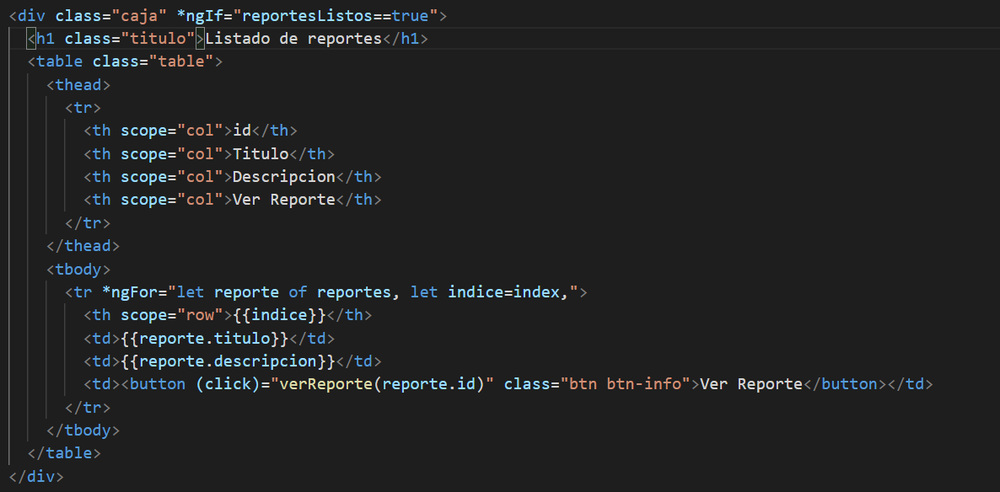 <div class="caja" *ngIf="reportesListos==true">
<h1 class="titulo">Listado de reportes</h1>
<table class="table">
<thead>
<tr>
<th scope="col">id</th>
<th scope="col">Titulo</th>
<th scope="col">Descripcion</th>
<th scope="col">Ver Reporte</th>
</tr>
</thead>
<tbody>
<tr *ngFor="let reporte of reportes, let indice=index,">
<th scope="row">{{indice}}</th>
<td>{{reporte.titulo}}</td>
<td>{{reporte.descripcion}}</td>
<td><button (click)="verReporte(reporte.id)" class="btn btn-info">Ver Reporte</button></td>
</tr>
</tbody>
</table>
</div>